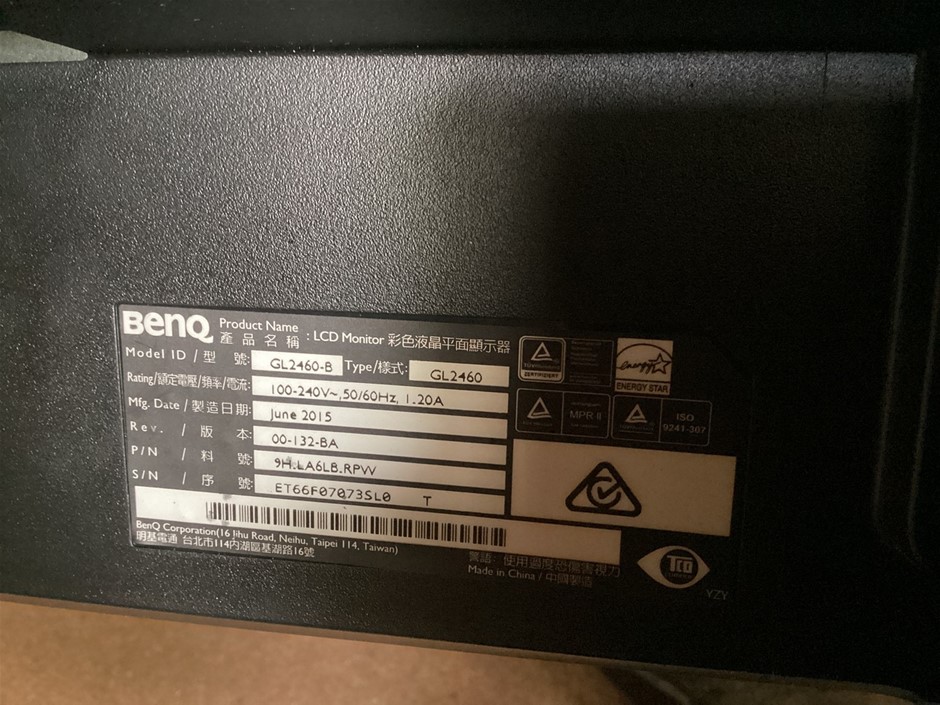 BenQ
Product Name
產品名稱 : LCD Monitor 彩色液晶平面顯示器
Model ID / 型 號: GL2460-B Type/樣式: GL2460
Rating/額定電壓/頻率/電流: 100-240V~,50/60Hz, 1.20A
Mfg. Date / 製造日期: June 2015
Rev. / 版 本: 00-132-BA
P/N / 料 號: 9H.LA6LB.RPW
S/N / 序 號: ET66F07073SL0 T
BenQ Corporation(16 Jihu Road, Neihu, Taipei 114, Taiwan)
明基電通 台北市114內湖區基湖路16號
警語: 使用過度恐傷害視力
Made in China / 中國製造
energy
ENERGY STAR
MPR II
ISO
9241-307
TCO
YZY